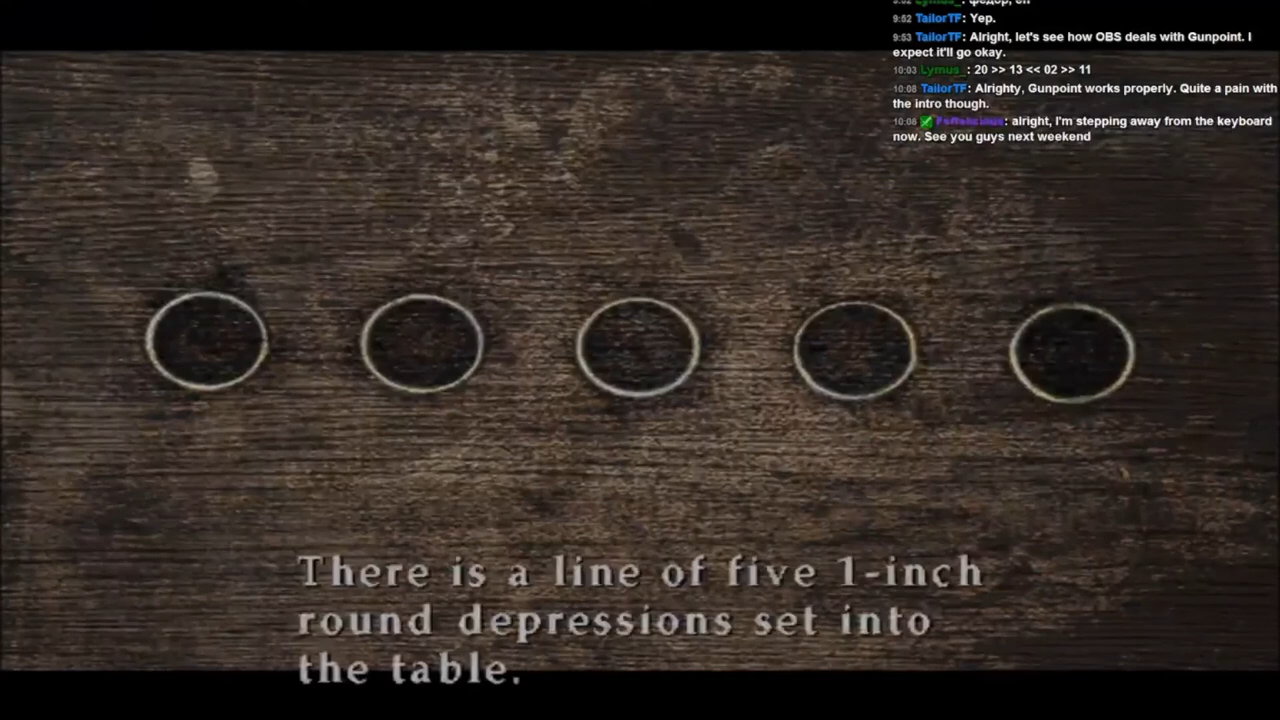 9:52 TailorTF: Yep.
9:53 TailorTF: Alright, let's see how OBS deals with Gunpoint. I
expect it'll go okay.
10:03 Lymus_: 20 >> 13 << 02 >> 11
10:08 TailorTF: Alrighty, Gunpoint works properly. Quite a pain with
the intro though.
10:08 : alright, I'm stepping away from the keyboard
now. See you guys next weekend
There is a line of five 1-inch
round depressions set into
the table.